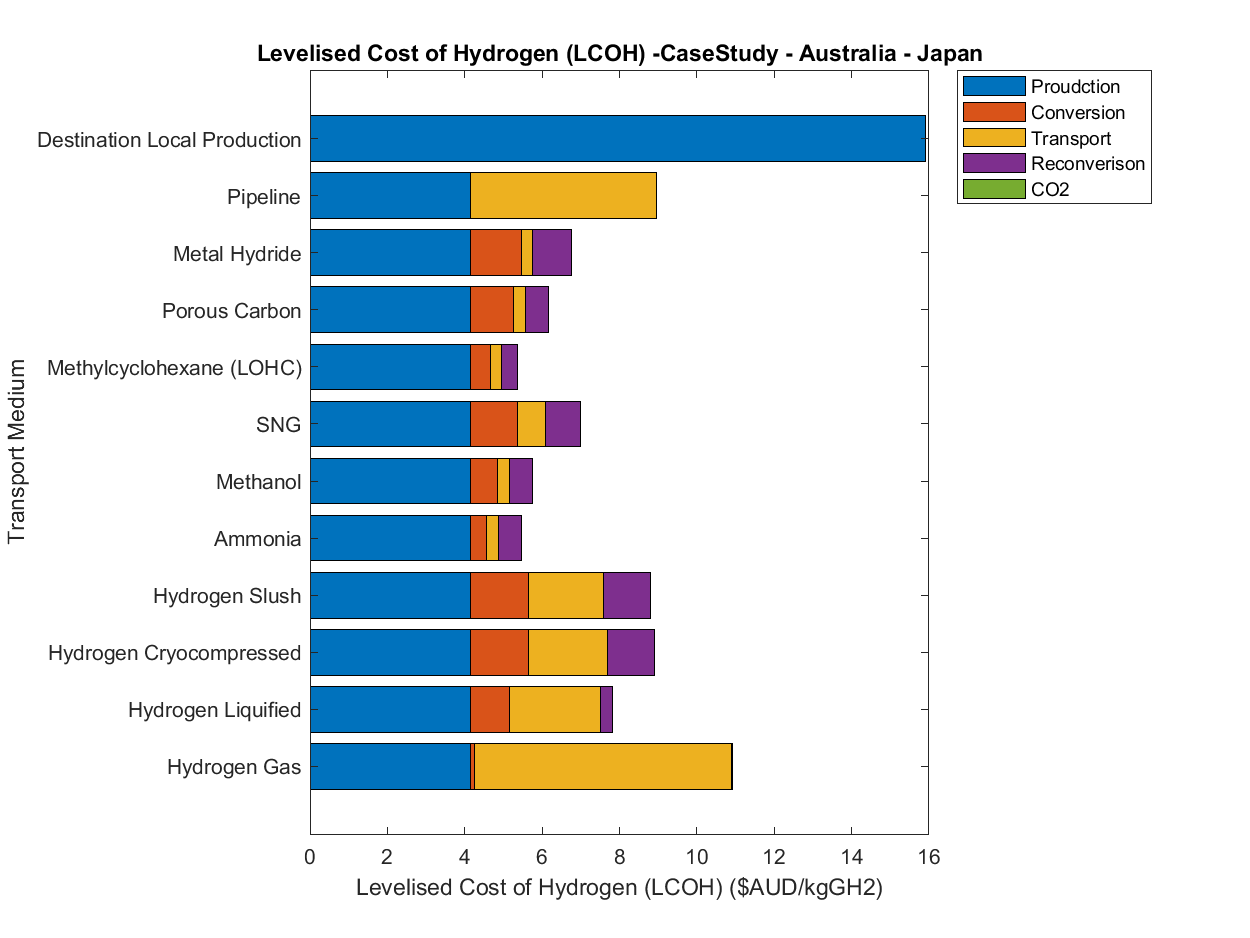 Levelised Cost of Hydrogen (LCOH) -CaseStudy - Australia - Japan
Proudction
Conversion
Transport
Reconverison
CO2
Transport Medium
Destination Local Production
Pipeline
Metal Hydride
Porous Carbon
Methylcyclohexane (LOHC)
SNG
Methanol
Ammonia
Hydrogen Slush
Hydrogen Cryocompressed
Hydrogen Liquified
Hydrogen Gas
0 2 4 6 8 10 12 14 16
Levelised Cost of Hydrogen (LCOH) ($AUD/kgGH2)